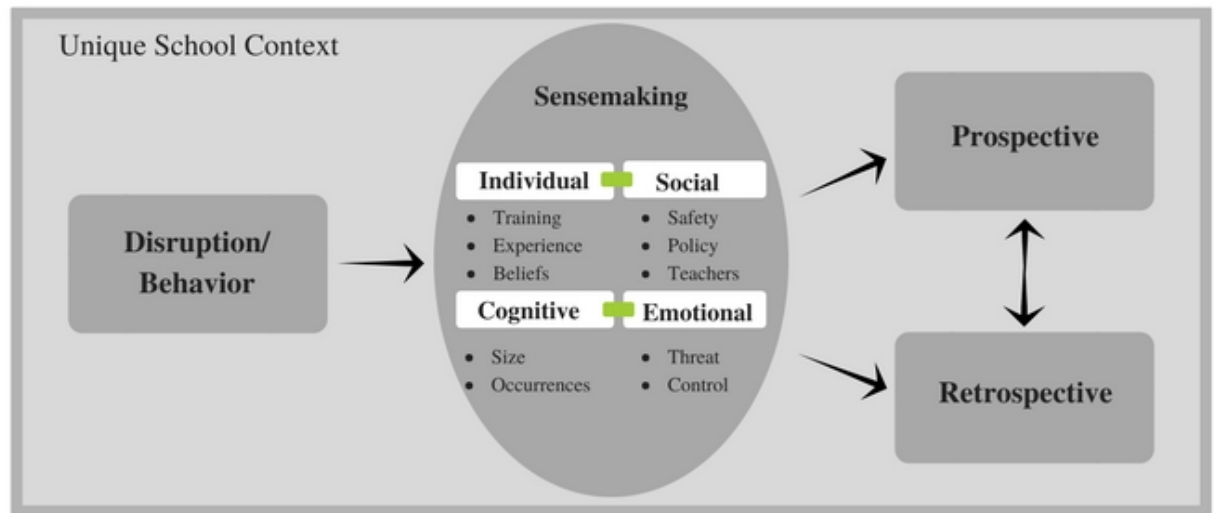 Unique School Context
Disruption/
Behavior
Sensemaking
Individual
• Training
• Experience
• Beliefs
Social
• Safety
• Policy
• Teachers
Cognitive
• Size
• Occurrences
Emotional
• Threat
• Control
Prospective
Retrospective